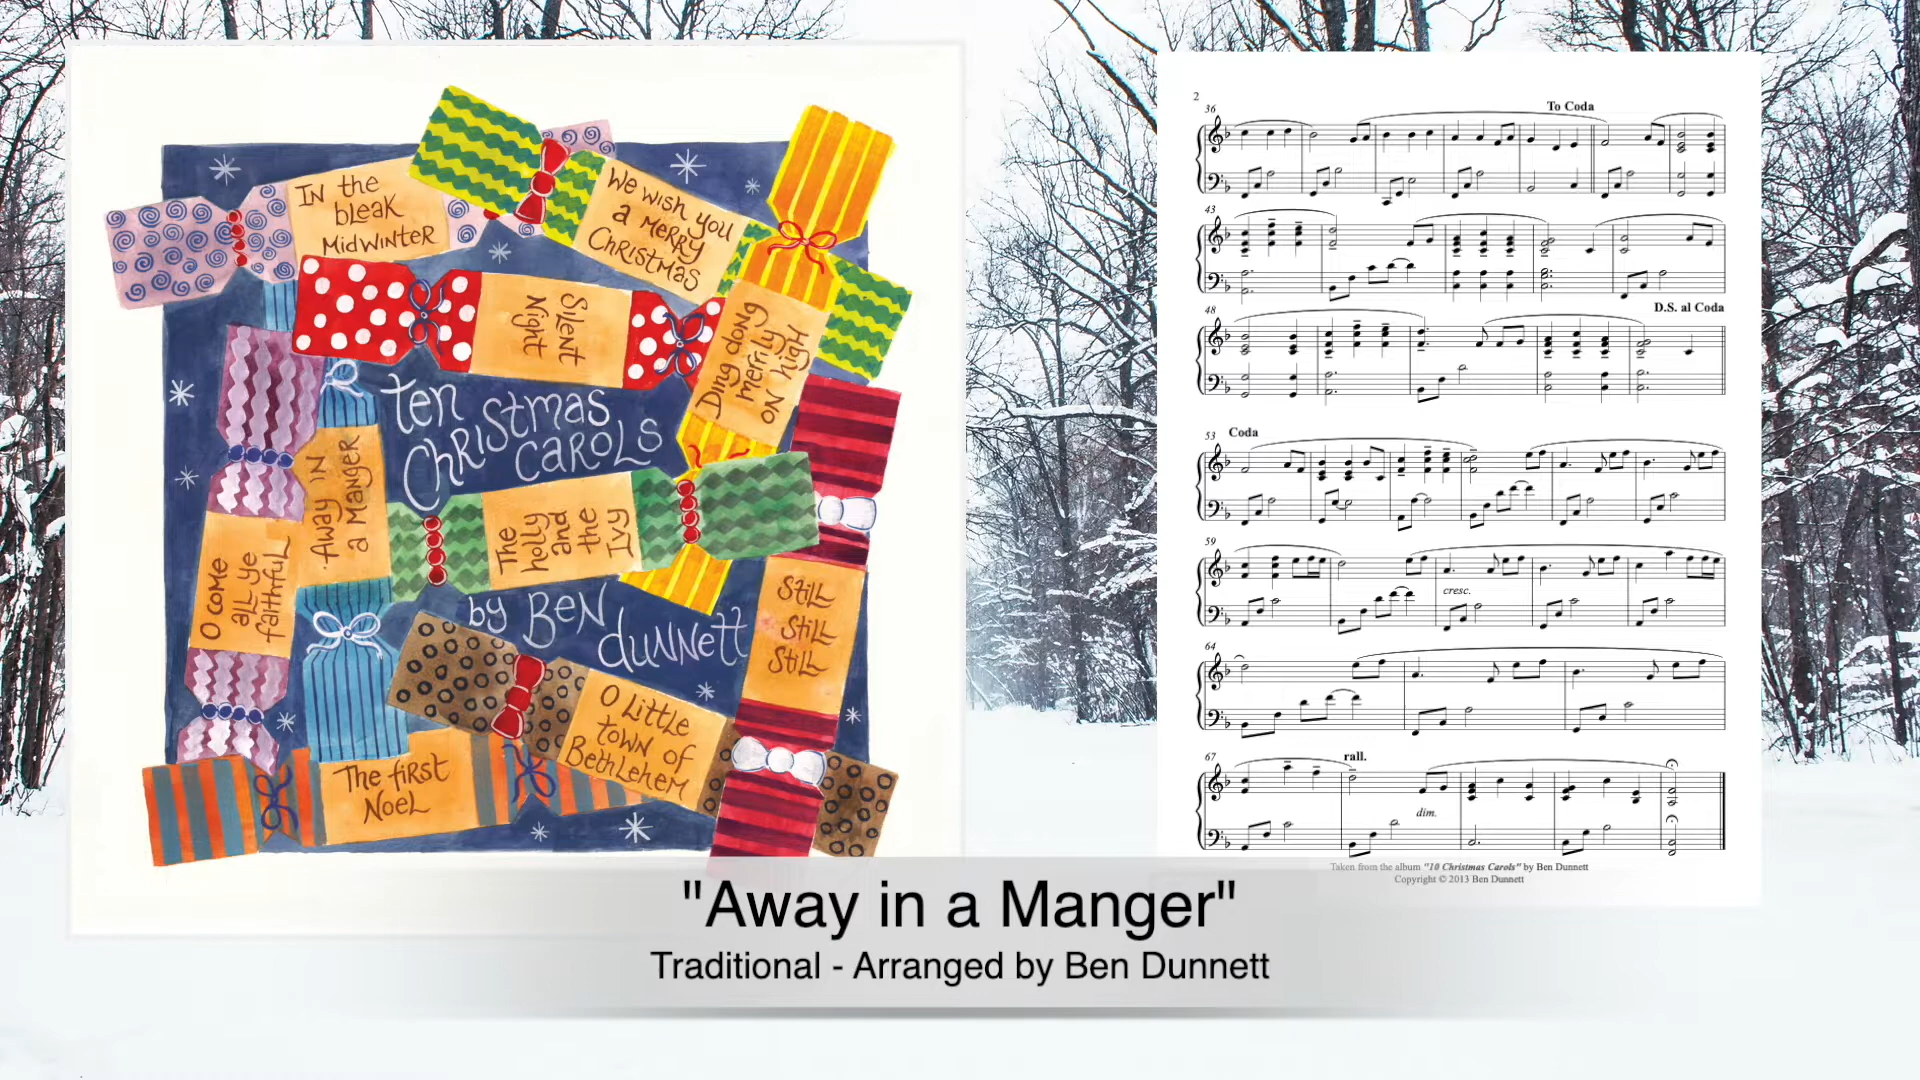 In the
bleak
Midwinter
We wish you
a Merry
Christmas
Silent
Night
Ding dong
merrily
on high
ten
Christmas
Carols
Away in
a Manger
The
holly
and
the
Ivy
O come
all ye
faithful
by Ben
Dunnett
Still
Still
Still
O Little
town of
Bethlehem
The first
Noel
2
36
To Coda
43
D.S. al Coda
48
53
Coda
59
cresc.
64
67
rall.
dim.
Taken from the album "10 Christmas Carols" by Ben Dunnett
Copyright © 2013 Ben Dunnett
"Away in a Manger"
Traditional - Arranged by Ben Dunnett